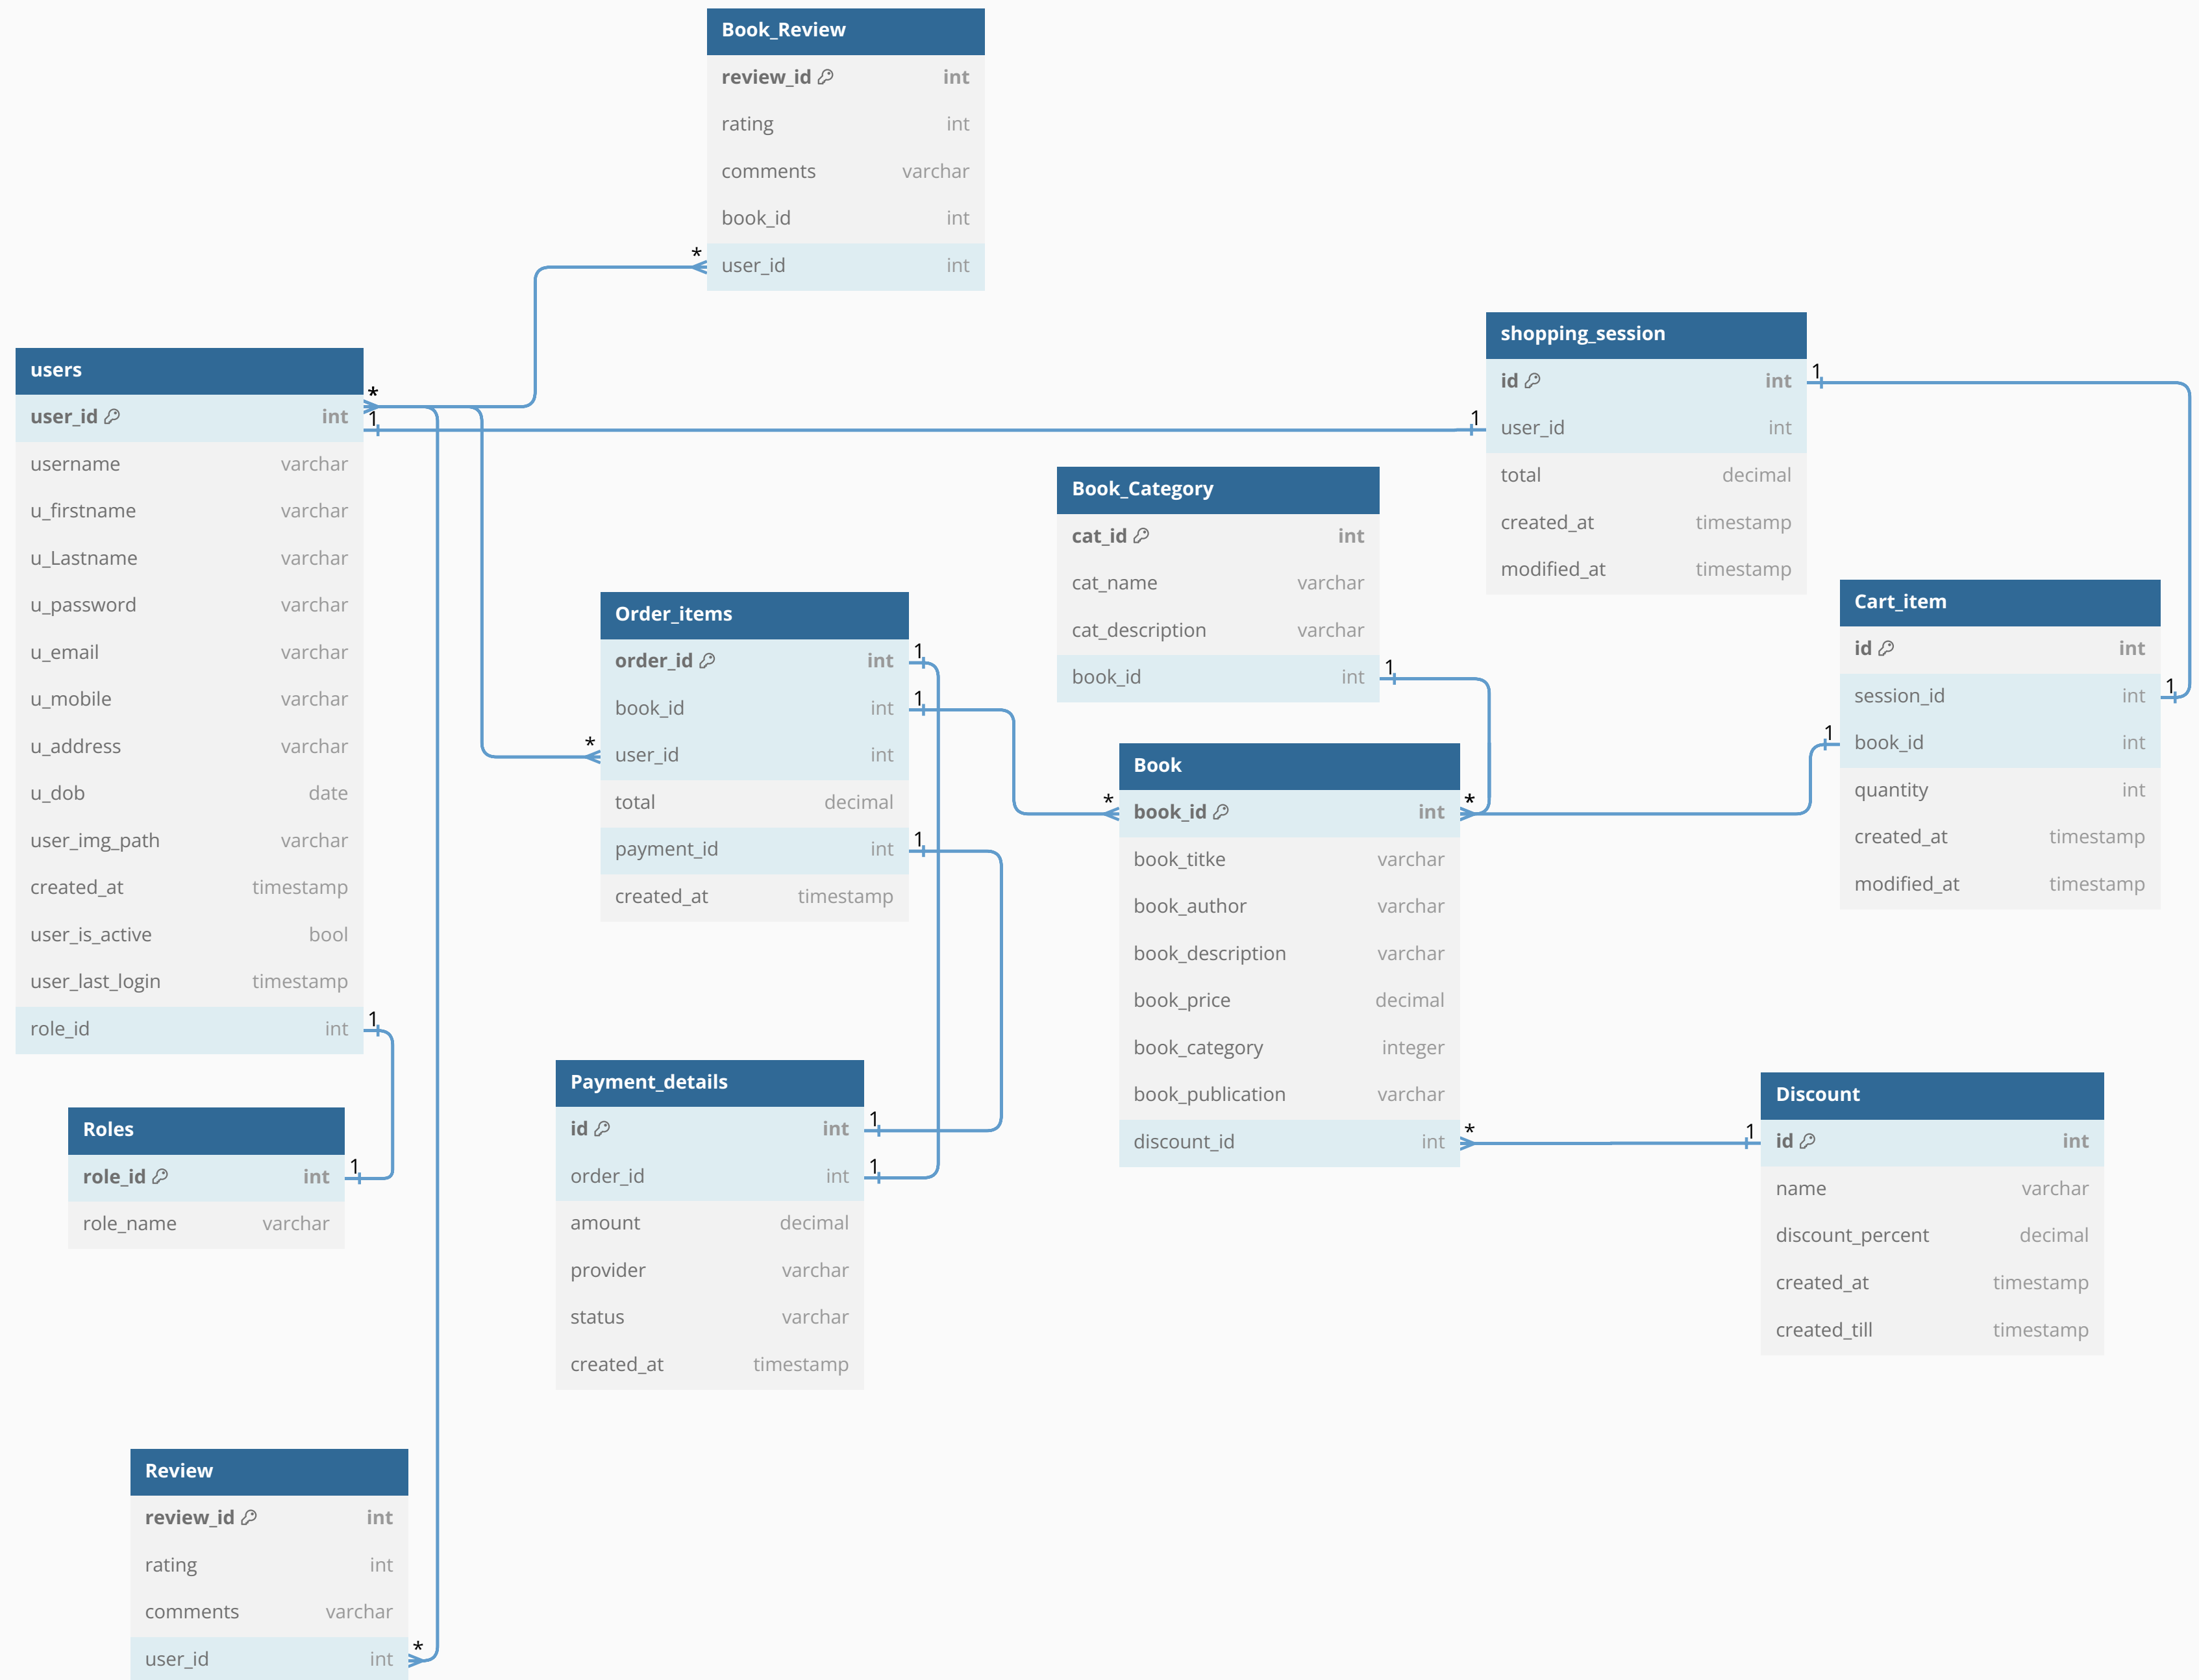 Book_Review
review_id int
rating int
comments varchar
book_id int
* user_id int
users
*
user_id int
1
username varchar
u_firstname varchar
u_Lastname varchar
u_password varchar
u_email varchar
u_mobile varchar
u_address varchar
u_dob date
user_img_path varchar
created_at timestamp
user_is_active bool
user_last_login timestamp
role_id int 1
Roles
role_id int 1
role_name varchar
Review
review_id int
rating int
comments varchar
user_id int *
Order_items
order_id int 1
book_id int 1
* user_id int
total decimal
payment_id int 1
created_at timestamp
Payment_details
id int 1
order_id int 1
amount decimal
provider varchar
status varchar
created_at timestamp
Book_Category
cat_id int
cat_name varchar
cat_description varchar
book_id int 1
Book
* book_id int *
book_titke varchar
book_author varchar
book_description varchar
book_price decimal
book_category integer
book_publication varchar
discount_id int *
shopping_session
id int 1
1 user_id int
total decimal
created_at timestamp
modified_at timestamp
Cart_item
id int
session_id int 1
1 book_id int
quantity int
created_at timestamp
modified_at timestamp
Discount
1 id int
name varchar
discount_percent decimal
created_at timestamp
created_till timestamp